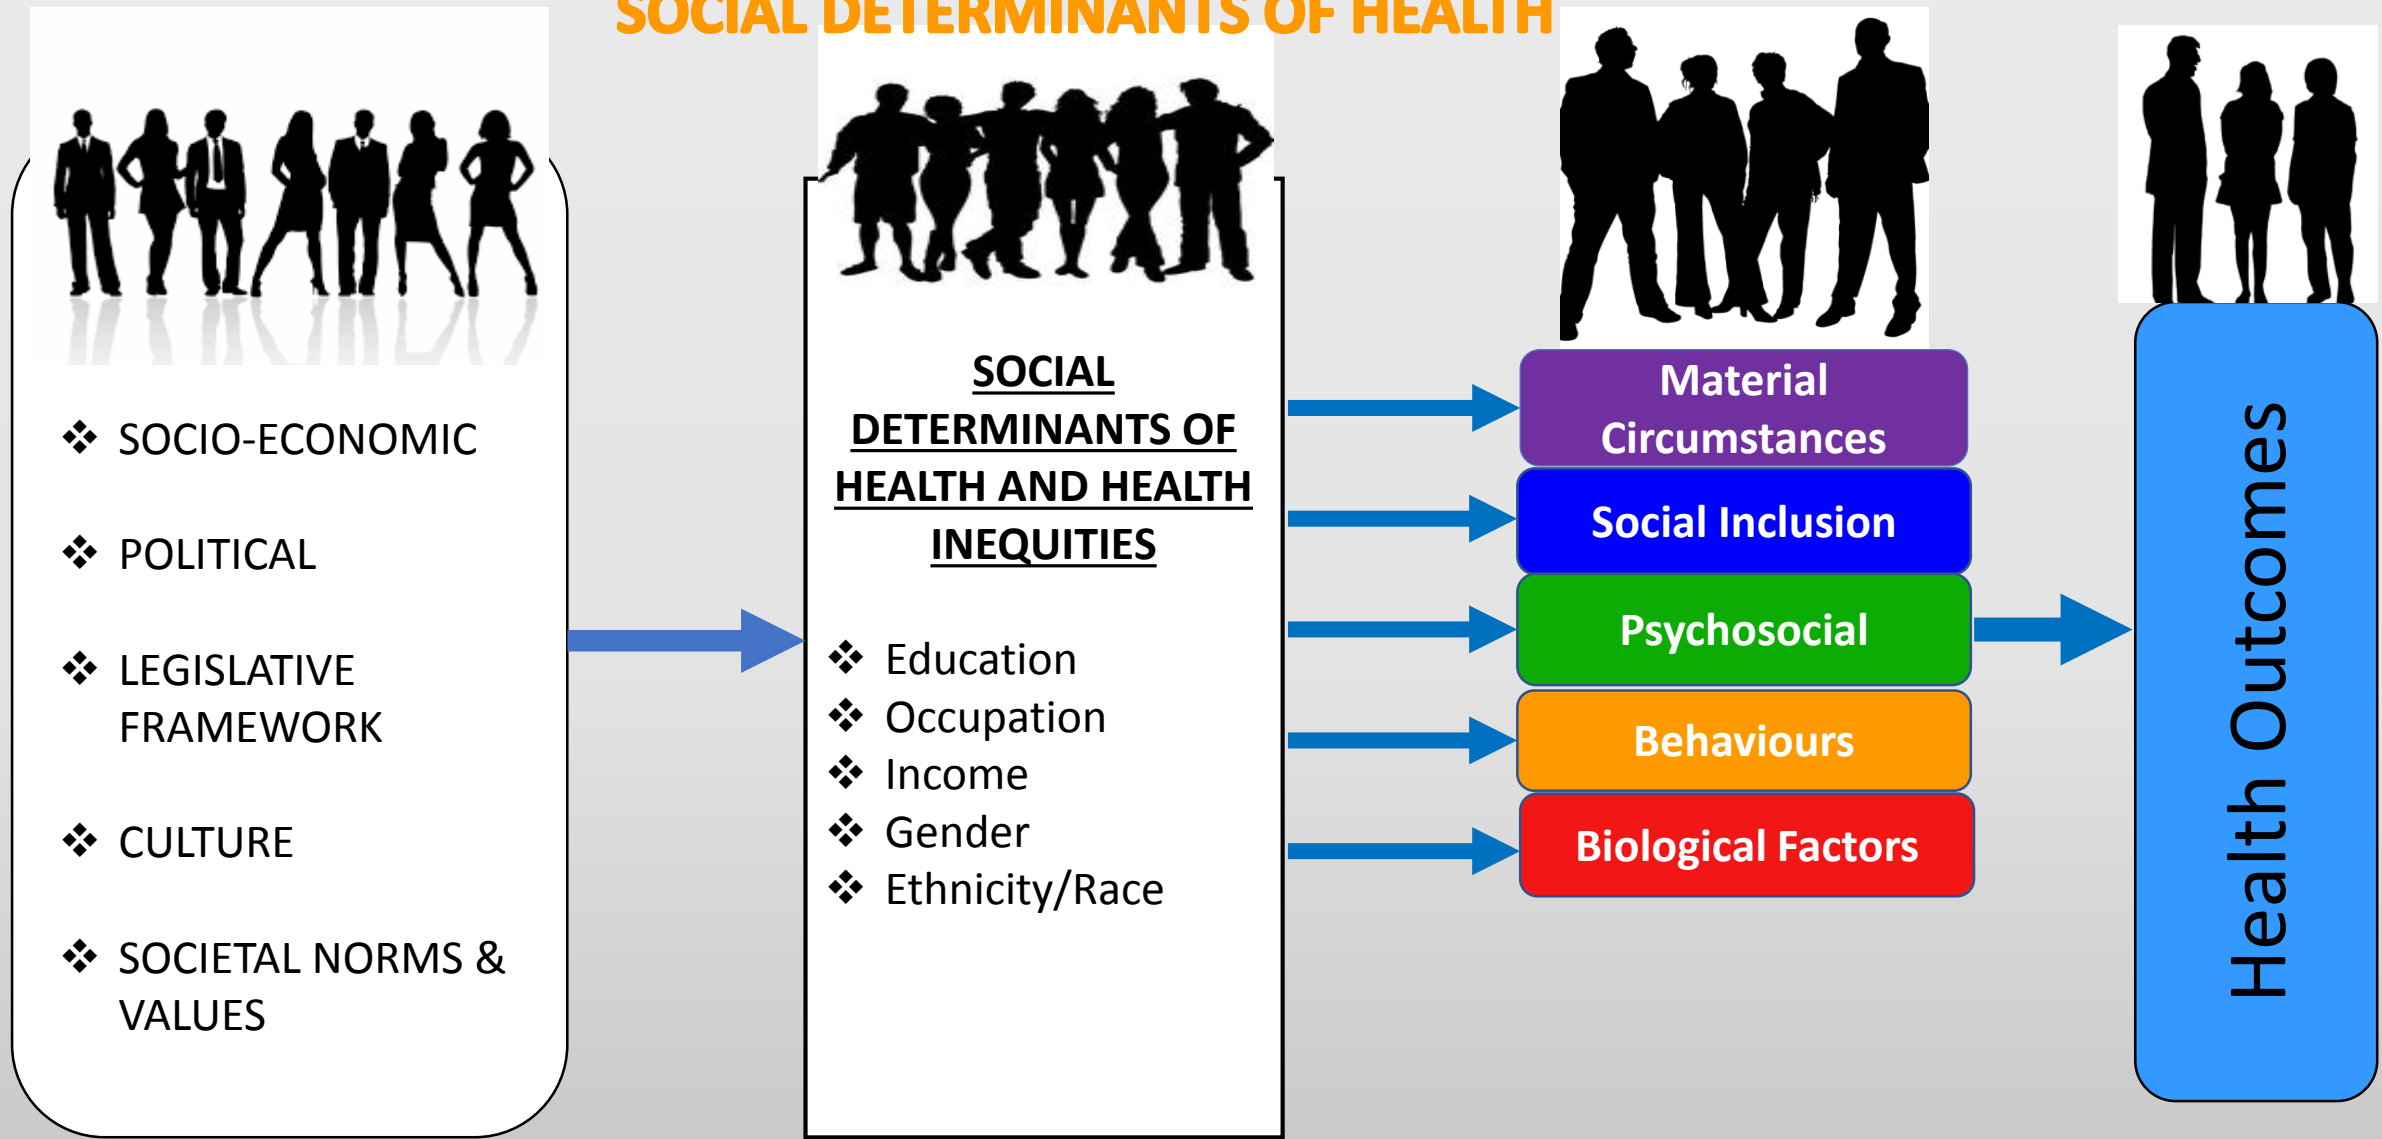 SOCIAL DETERMINANTS OF HEALTH
❖ SOCIO-ECONOMIC
❖ POLITICAL
❖ LEGISLATIVE
FRAMEWORK
❖ CULTURE
❖ SOCIETAL NORMS &
VALUES
SOCIAL
DETERMINANTS OF
HEALTH AND HEALTH
INEQUITIES
❖ Education
❖ Occupation
❖ Income
❖ Gender
❖ Ethnicity/Race
Material
Circumstances
Social Inclusion
Psychosocial
Behaviours
Biological Factors
Health Outcomes